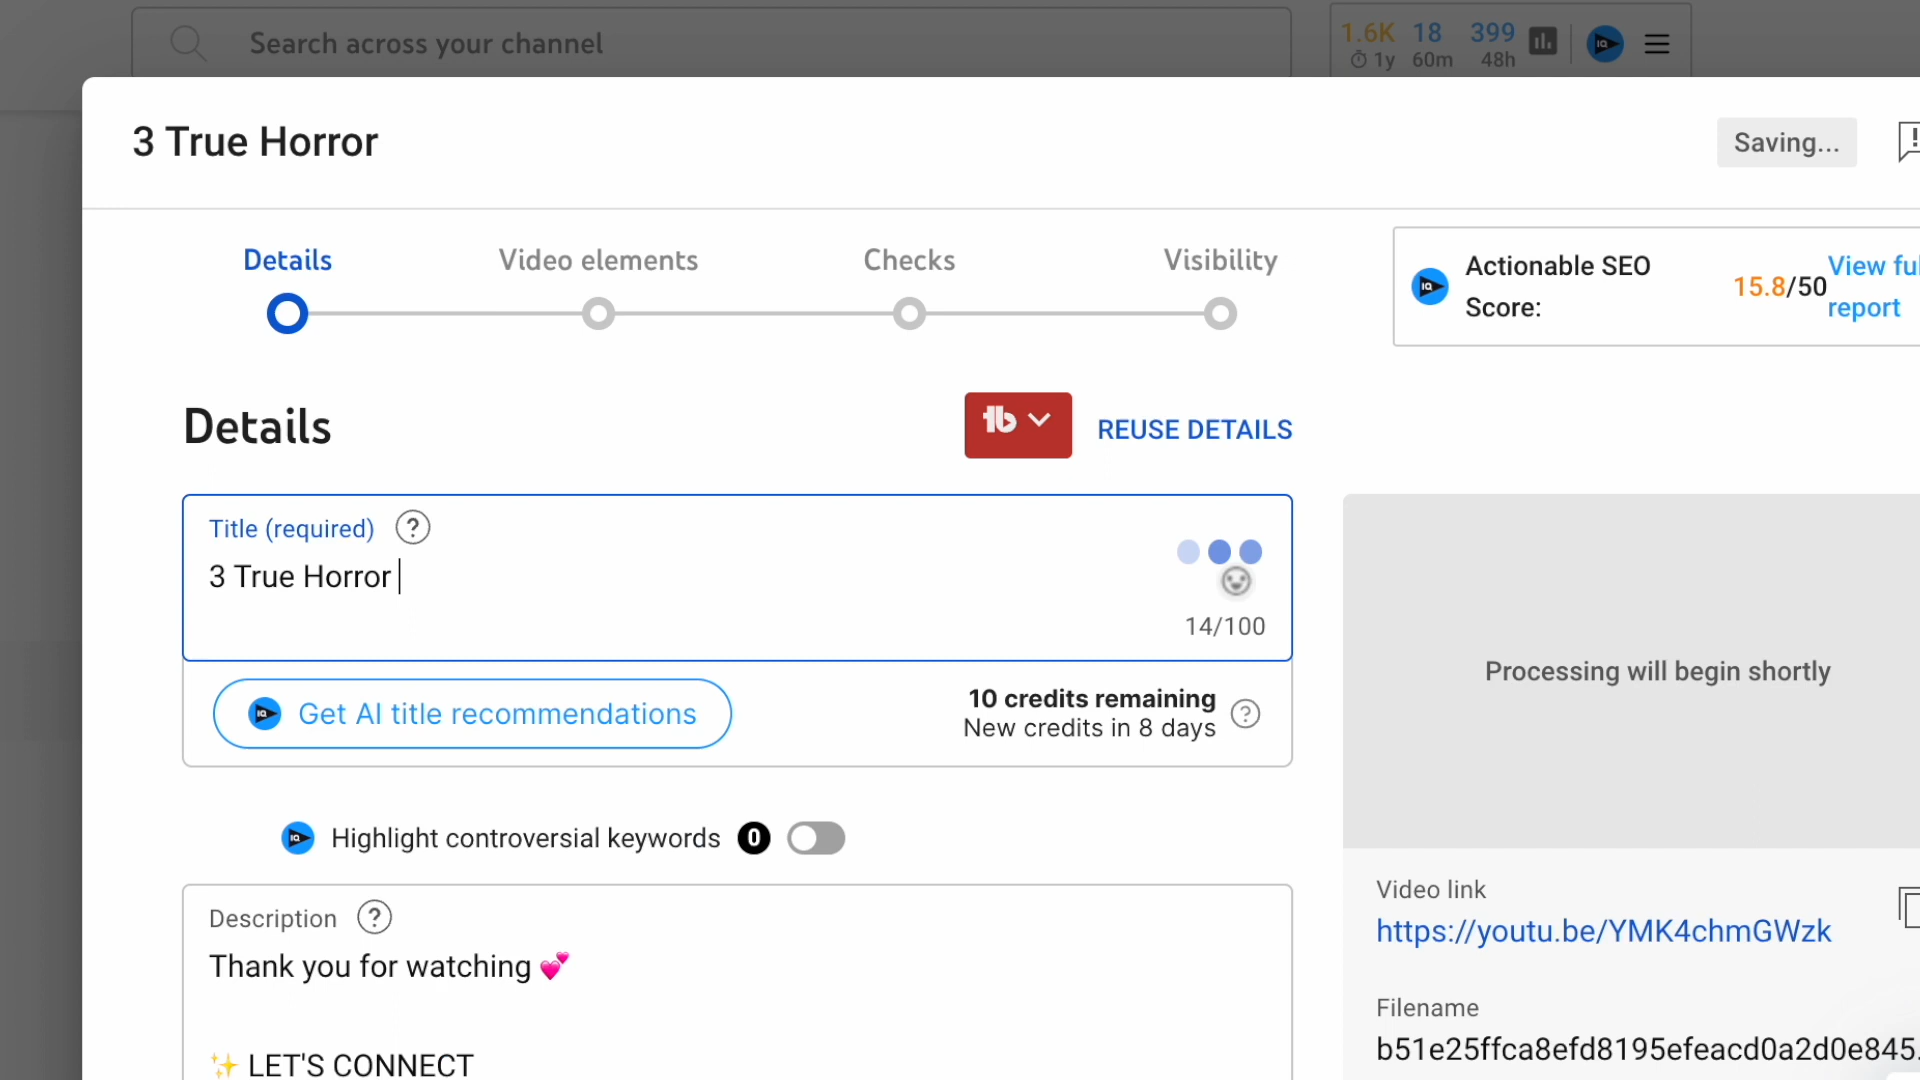 Search across your channel
1.6K 18 399
1y 60m 48h
3 True Horror
Saving...
Details Video elements Checks Visibility
Actionable SEO Score: 15.8/50
View ful
report
Details
REUSE DETAILS
Title (required)
3 True Horror
14/100
Get AI title recommendations
10 credits remaining
New credits in 8 days
Highlight controversial keywords 0
Description
Thank you for watching 💕
✨ LET'S CONNECT
Processing will begin shortly
Video link
https://youtu.be/YMK4chmGWzk
Filename
b51e25ffca8efd8195efeacd0a2d0e845.